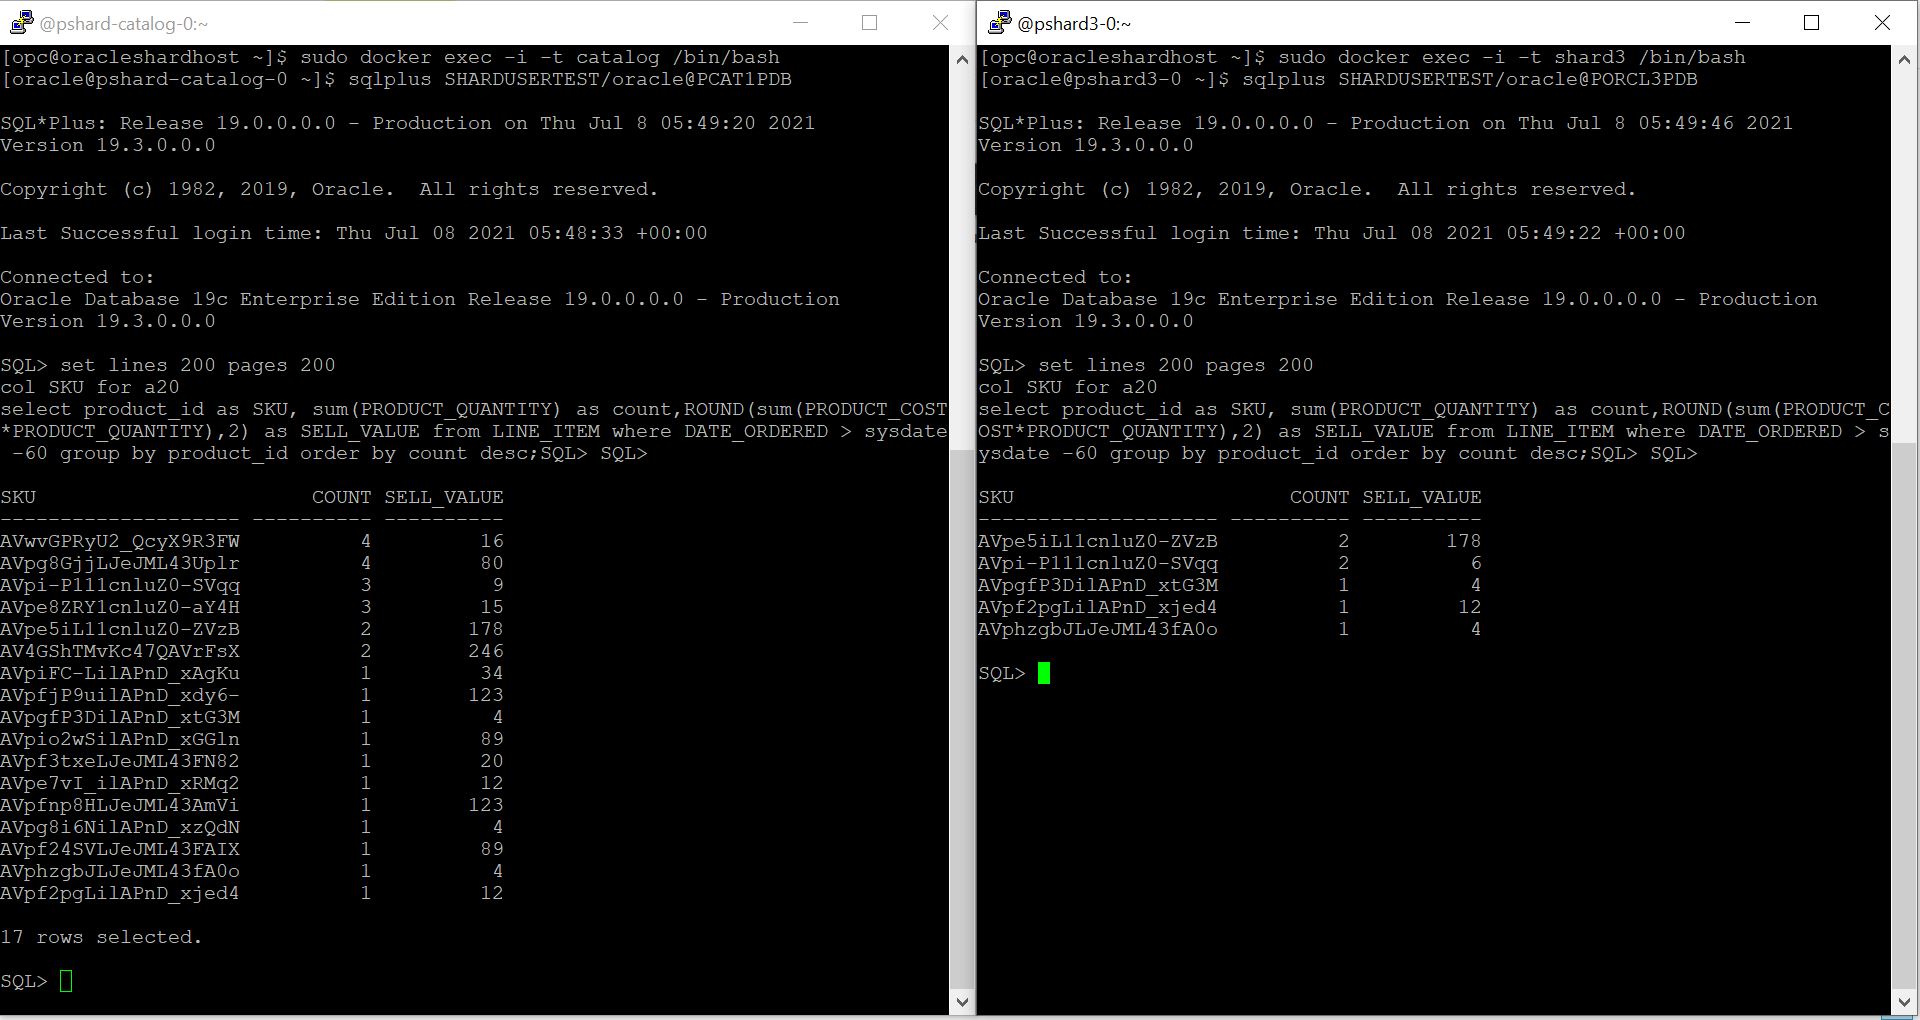 @pshard-catalog-0:~
[opc@oracleshardhost ~]$ sudo docker exec -i -t catalog /bin/bash
[oracle@pshard-catalog-0 ~]$ sqlplus SHARDUSERTEST/oracle@PCAT1PDB
SQL*Plus: Release 19.0.0.0.0 - Production on Thu Jul 8 05:49:20 2021
Version 19.3.0.0.0
Copyright (c) 1982, 2019, Oracle.  All rights reserved.
Last Successful login time: Thu Jul 08 2021 05:48:33 +00:00
Connected to:
Oracle Database 19c Enterprise Edition Release 19.0.0.0.0 - Production
Version 19.3.0.0.0
SQL> set lines 200 pages 200
col SKU for a20
select product_id as SKU, sum(PRODUCT_QUANTITY) as count,ROUND(sum(PRODUCT_COST
*PRODUCT_QUANTITY),2) as SELL_VALUE from LINE_ITEM where DATE_ORDERED > sysdate
-60 group by product_id order by count desc;SQL> SQL>
SKU COUNT SELL_VALUE
-------------------- ---------- ----------
AVwvGPRyU2_QcyX9R3FW 4 16
AVpg8GjjLJeJML43Uplr 4 80
AVpi-P111cnluZ0-SVqq 3 9
AVpe8ZRY1cnluZ0-aY4H 3 15
AVpe5iL11cnluZ0-ZVzB 2 178
AV4GShTMvKc47QAVrFsX 2 246
AVpiFC-LilAPnD_xAgKu 1 34
AVpfjP9uilAPnD_xdy6- 1 123
AVpgfP3DilAPnD_xtG3M 1 4
AVpio2wSilAPnD_xGGln 1 89
AVpf3txeLJeJML43FN82 1 20
AVpe7vI_ilAPnD_xRMq2 1 12
AVpfnp8HLJeJML43AmVi 1 123
AVpg8i6NilAPnD_xzQdN 1 4
AVpf24SVLJeJML43FAIX 1 89
AVphzgbJLJeJML43fA0o 1 4
AVpf2pgLilAPnD_xjed4 1 12
17 rows selected.
SQL>
@pshard3-0:~
[opc@oracleshardhost ~]$ sudo docker exec -i -t shard3 /bin/bash
[oracle@pshard3-0 ~]$ sqlplus SHARDUSERTEST/oracle@PORCL3PDB
SQL*Plus: Release 19.0.0.0.0 - Production on Thu Jul 8 05:49:46 2021
Version 19.3.0.0.0
Copyright (c) 1982, 2019, Oracle.  All rights reserved.
Last Successful login time: Thu Jul 08 2021 05:49:22 +00:00
Connected to:
Oracle Database 19c Enterprise Edition Release 19.0.0.0.0 - Production
Version 19.3.0.0.0
SQL> set lines 200 pages 200
col SKU for a20
select product_id as SKU, sum(PRODUCT_QUANTITY) as count,ROUND(sum(PRODUCT_C
OST*PRODUCT_QUANTITY),2) as SELL_VALUE from LINE_ITEM where DATE_ORDERED > s
ysdate -60 group by product_id order by count desc;SQL> SQL>
SKU COUNT SELL_VALUE
-------------------- ---------- ----------
AVpe5iL11cnluZ0-ZVzB 2 178
AVpi-P111cnluZ0-SVqq 2 6
AVpgfP3DilAPnD_xtG3M 1 4
AVpf2pgLilAPnD_xjed4 1 12
AVphzgbJLJeJML43fA0o 1 4
SQL>